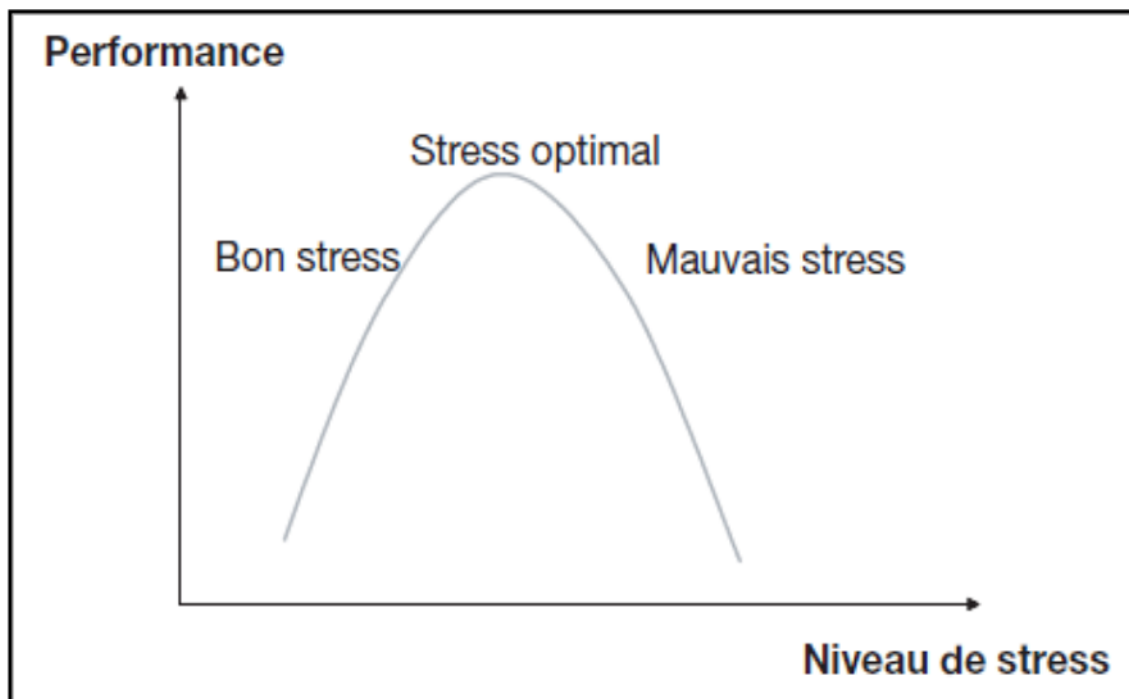 Performance
Stress optimal
Bon stress
Mauvais stress
Niveau de stress